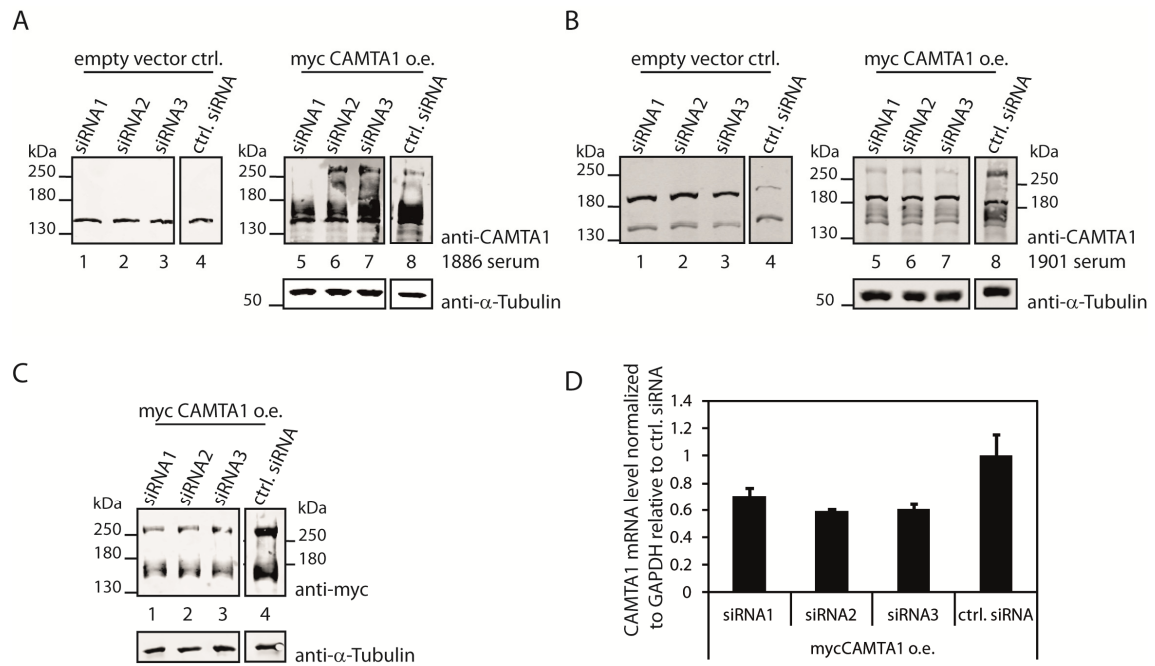 A
empty vector ctrl.
siRNA1 siRNA2 siRNA3 ctrl. siRNA
kDa
250
180
130
1 2 3 4
myc CAMTA1 o.e.
siRNA1 siRNA2 siRNA3 ctrl. siRNA
kDa
250
180
130
anti-CAMTA1
5 6 7 8 1886 serum
50 anti-α-Tubulin
B
empty vector ctrl.
siRNA1 siRNA2 siRNA3 ctrl. siRNA
kDa
250
180
130
1 2 3 4
myc CAMTA1 o.e.
siRNA1 siRNA2 siRNA3 ctrl. siRNA
kDa kDa
250 250
180 180
130
anti-CAMTA1
5 6 7 8 1901 serum
50 anti-α-Tubulin
C
myc CAMTA1 o.e.
siRNA1 siRNA2 siRNA3 ctrl. siRNA
kDa kDa
250 250
180 180
130 anti-myc
1 2 3 4
anti-α-Tubulin
D
CAMTA1 mRNA level normalized
to GAPDH relative to ctrl. siRNA
1.4
1.2
1
0.8
0.6
0.4
0.2
0
siRNA1 siRNA2 siRNA3 ctrl. siRNA
mycCAMTA1 o.e.